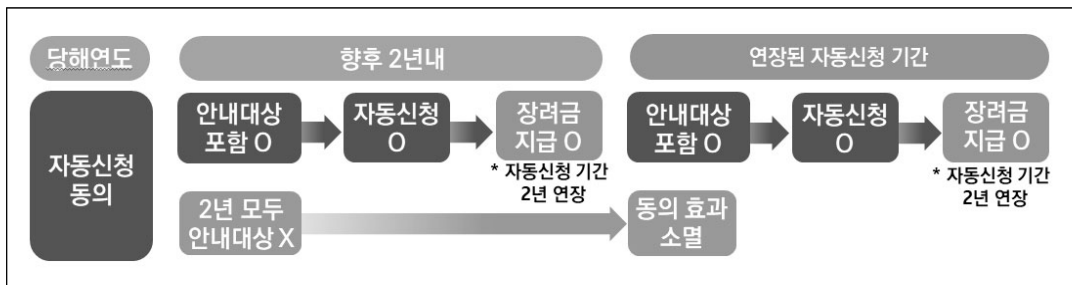 당해연도
향후 2년내
연장된 자동신청 기간
자동신청
동의
안내대상
포함 O
자동신청
O
장려금
지급 O
* 자동신청 기간
2년 연장
안내대상
포함 O
자동신청
O
장려금
지급 O
* 자동신청 기간
2년 연장
2년 모두
안내대상 X
동의 효과
소멸